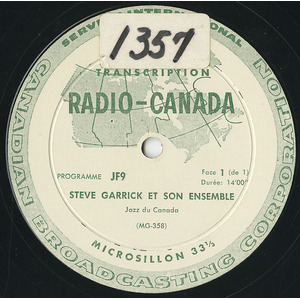 SERVICE INTERNATIONAL
1357
TRANSCRIPTION
RADIO-CANADA
PROGRAMME JF9
Face 1 (de 1)
Durée: 14'00"
STEVE GARRICK ET SON ENSEMBLE
Jazz du Canada
(MG-358)
MICROSILLON 33⅓
CANADIAN BROADCASTING CORPORATION